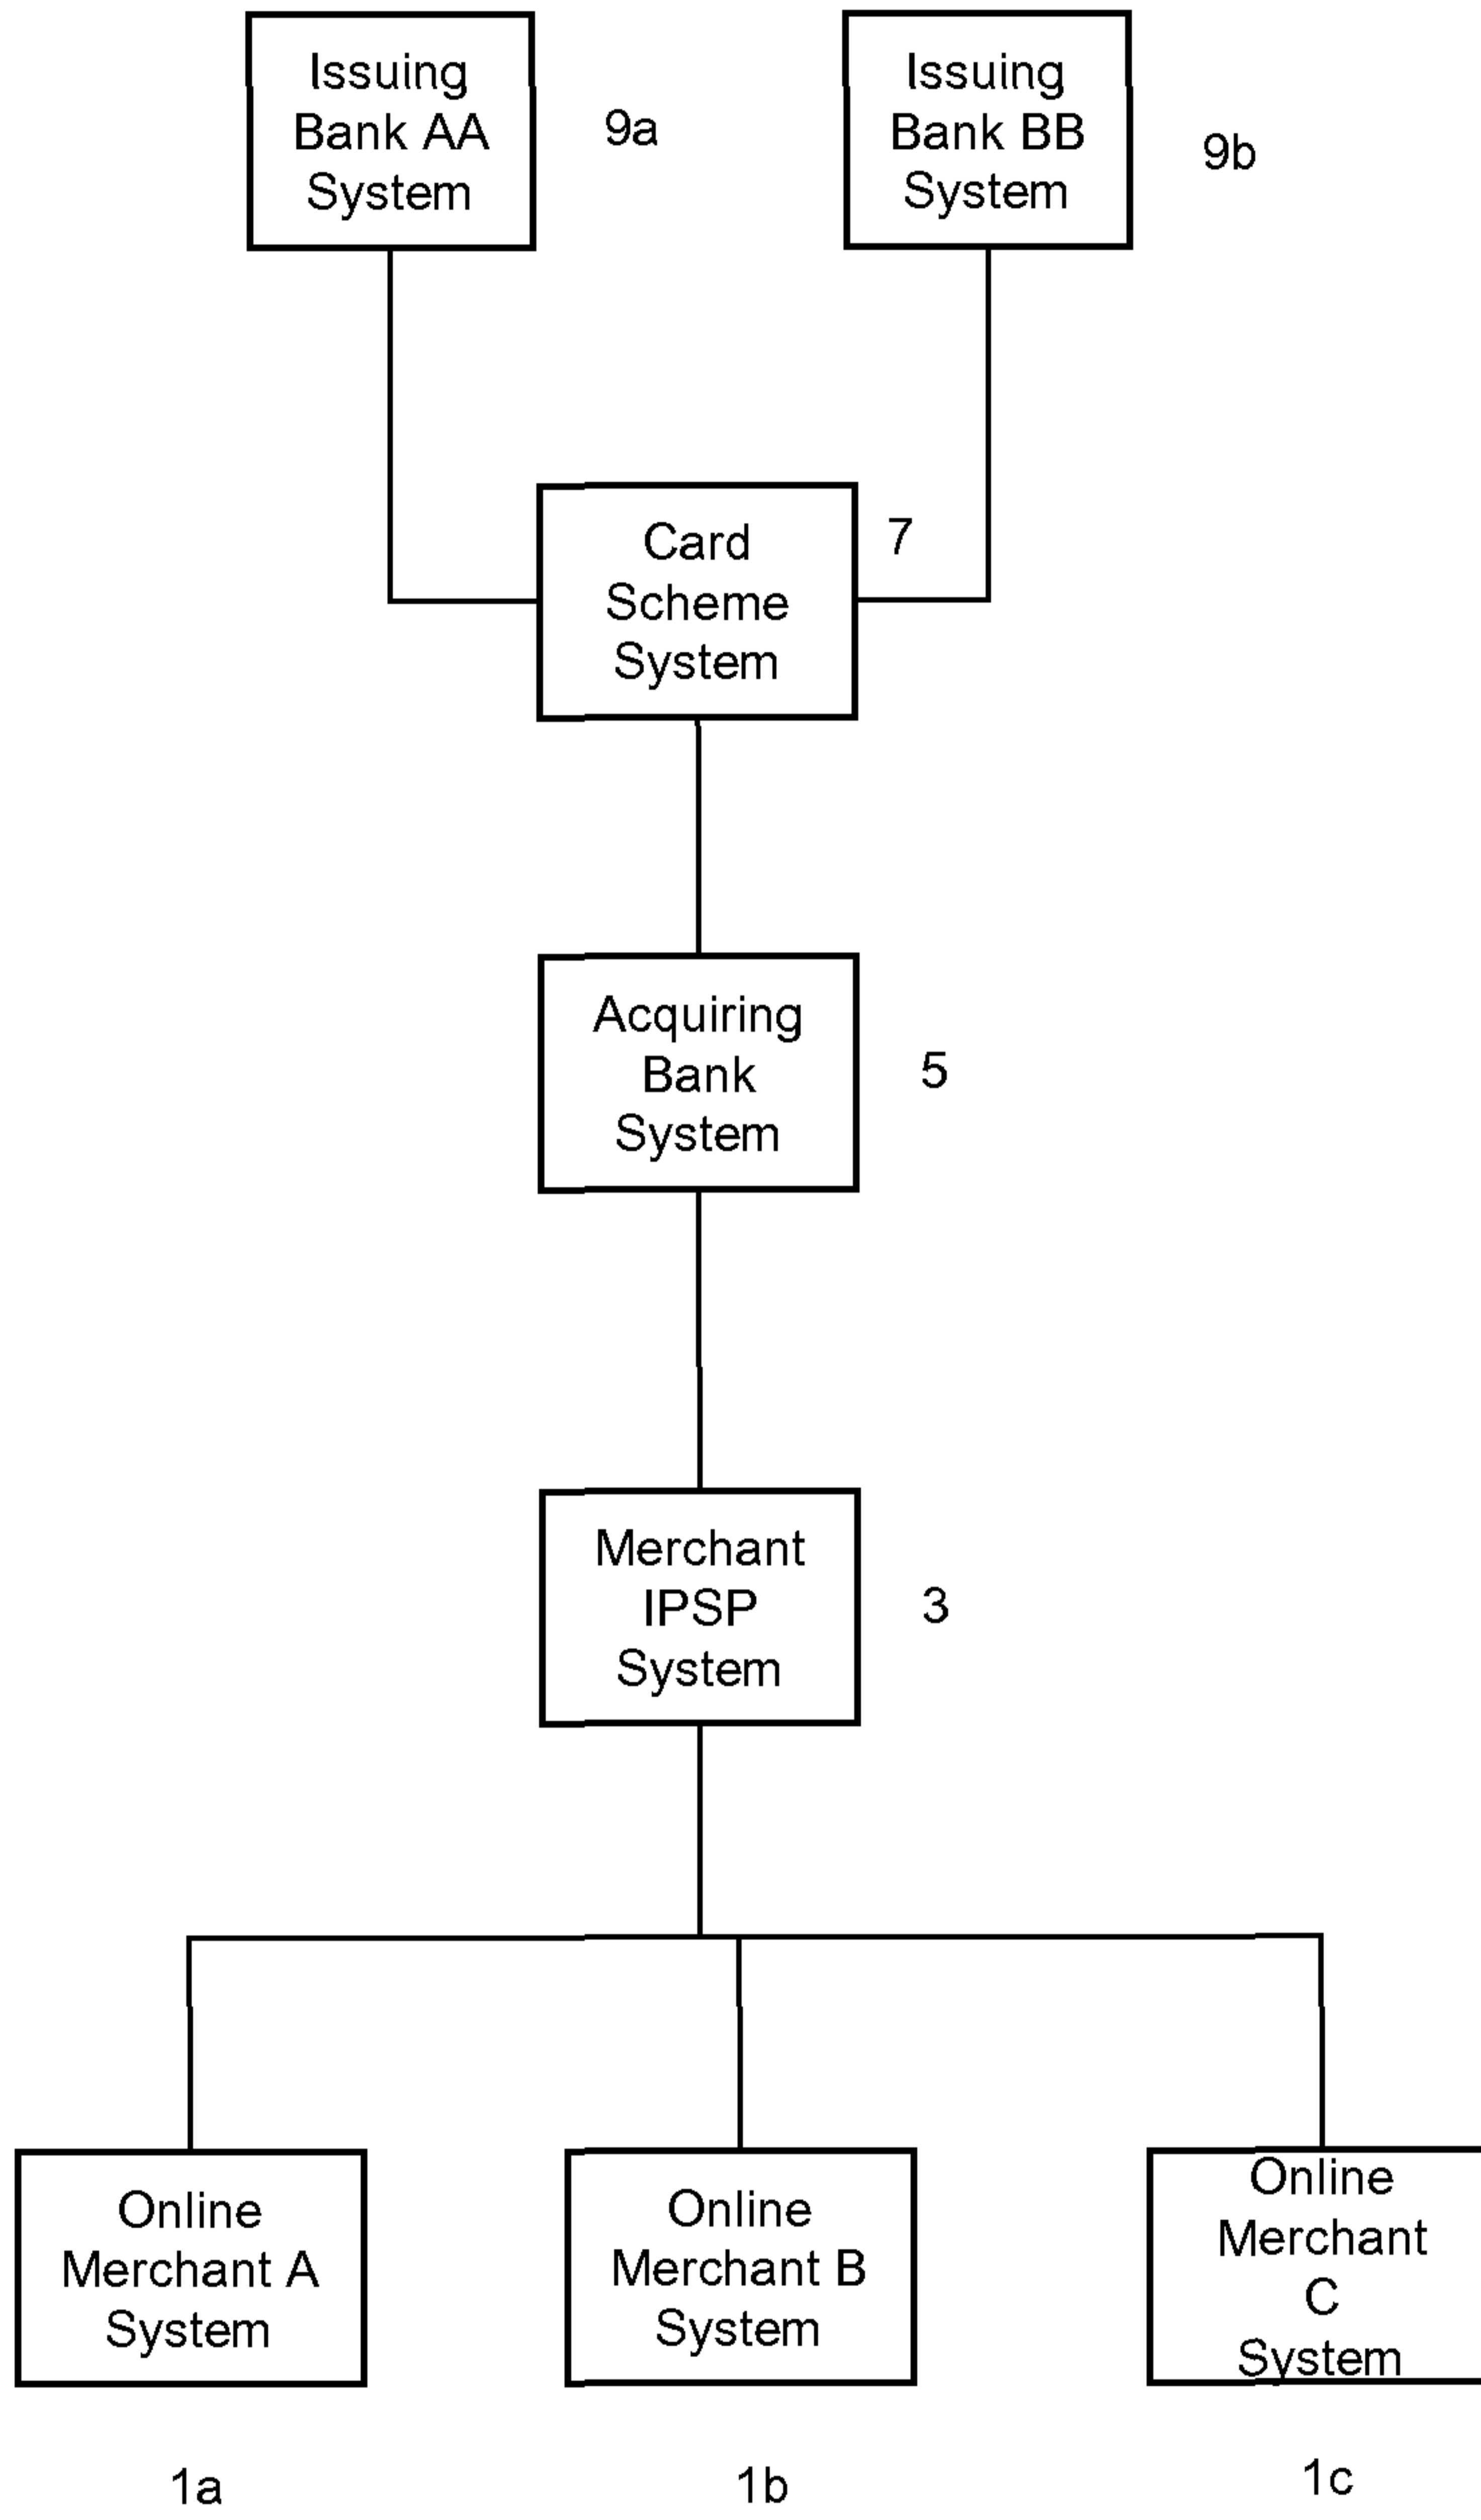 Issuing
Bank AA
System
9a
Issuing
Bank BB
System
9b
Card
Scheme
System
7
Acquiring
Bank
System
5
Merchant
IPSP
System
3
Online
Merchant A
System
Online
Merchant B
System
Online
Merchant
C
System
1a
1b
1c